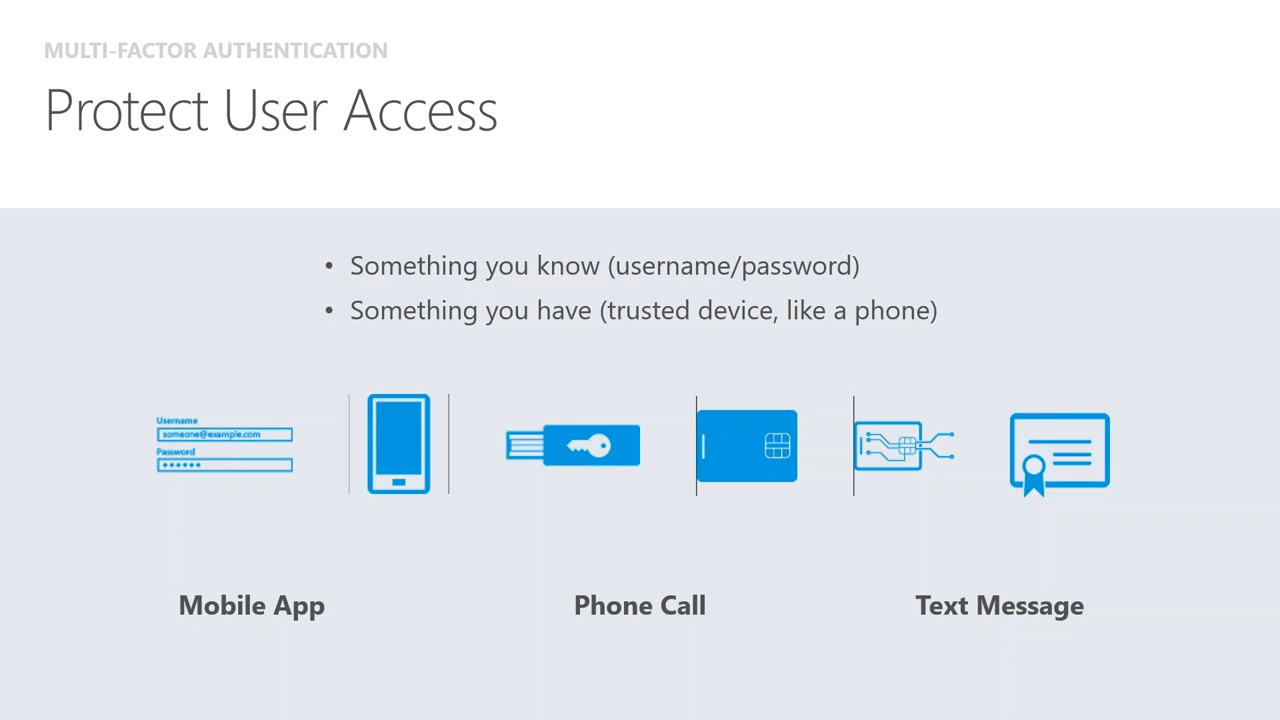 MULTI-FACTOR AUTHENTICATION
Protect User Access
• Something you know (username/password)
• Something you have (trusted device, like a phone)
Username
someone@example.com
Password
Mobile App
Phone Call
Text Message